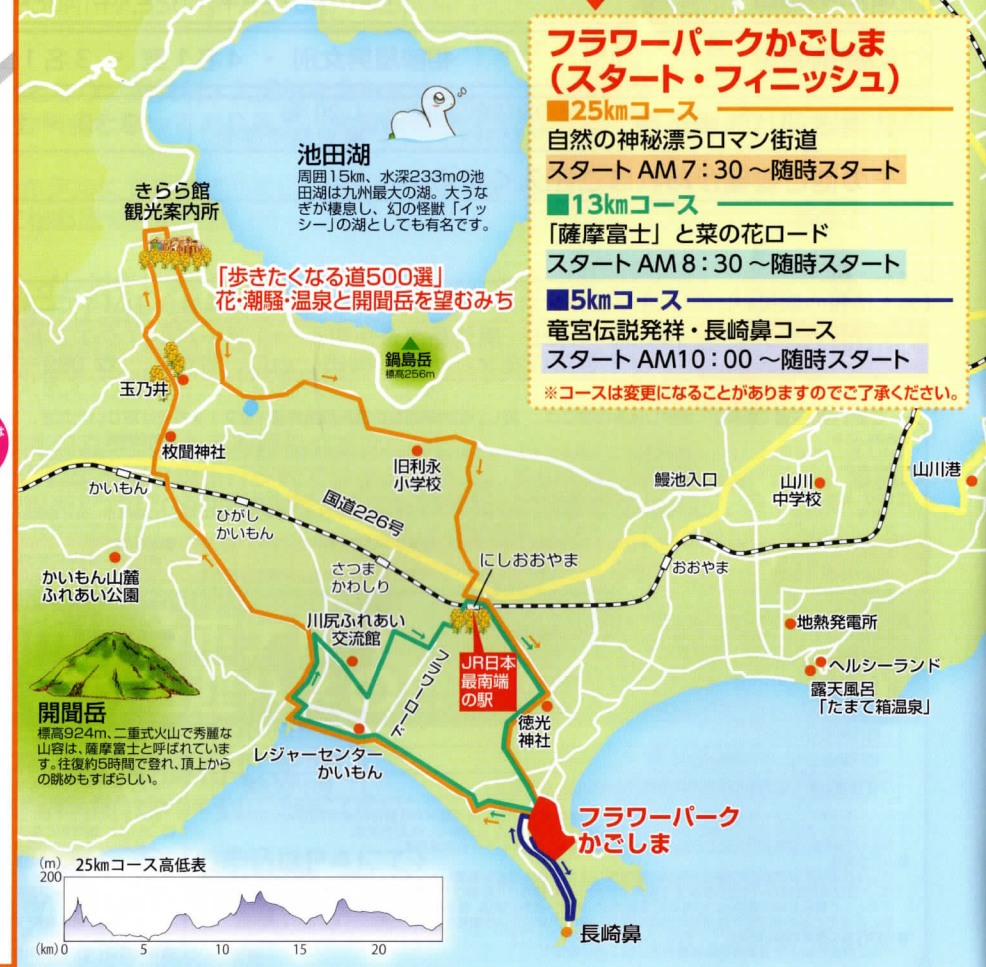 フラワーパークかごしま
（スタート・フィニッシュ）
■25kmコース
自然の神秘漂うロマン街道
スタート AM 7：30 ～随時スタート
■13kmコース
「薩摩富士」と菜の花ロード
スタート AM 8：30 ～随時スタート
■5kmコース
竜宮伝説発祥・長崎鼻コース
スタート AM10：00 ～随時スタート
※コースは変更になることがありますのでご了承ください。
池田湖
周囲15km、水深233mの池
田湖は九州最大の湖。大うな
ぎが棲息し、幻の怪獣「イッ
シー」の湖としても有名です。
きらら館
観光案内所
「歩きたくなる道500選」
花・潮騒・温泉と開聞岳を望むみち
鍋島岳
標高256m
玉乃井
枚聞神社
旧利永
小学校
鰻池入口
山川
中学校
山川港
かいもん
ひがし
かいもん
国道226号
さつま
かわしり
にしおおやま
おおやま
かいもん山麓
ふれあい公園
川尻ふれあい
交流館
フラワーロード
JR日本
最南端
の駅
地熱発電所
ヘルシーランド
露天風呂
「たまて箱温泉」
徳光
神社
開聞岳
標高924m、二重式火山で秀麗な
山容は、薩摩富士と呼ばれていま
す。往復約5時間で登れ、頂上から
の眺めもすばらしい。
レジャーセンター
かいもん
フラワーパーク
かごしま
長崎鼻
(m) 25kmコース高低表
200
(km) 0 5 10 15 20